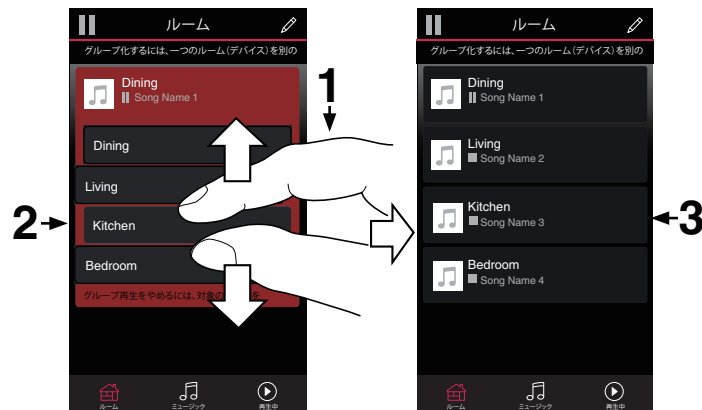 ルーム
グループ化するには、一つのルーム（デバイス）を別の
Dining
Song Name 1
Dining
Living
Kitchen
Bedroom
グループ再生をやめるには、対象の
を
ルーム
ミュージック
再生中
1
2
ルーム
グループ化するには、一つのルーム（デバイス）を別の
Dining
Song Name 1
Living
Song Name 2
Kitchen
Song Name 3
Bedroom
Song Name 4
ルーム
ミュージック
再生中
3